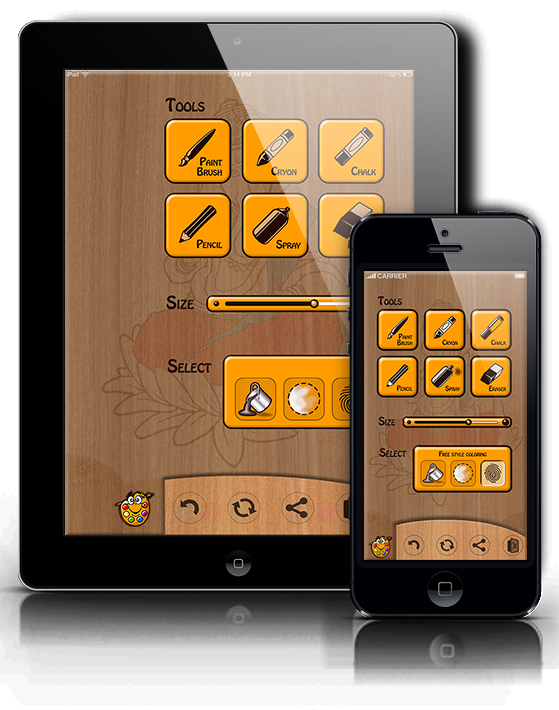 iPad
3:14 PM
Tools
Paint
Brush
Cryon
Chalk
Pencil
Spray
Size
Select
CARRIER
Tools
Paint
Brush
Cryon
Chalk
Pencil
Spray
Eraser
Size
Select
Free style coloring